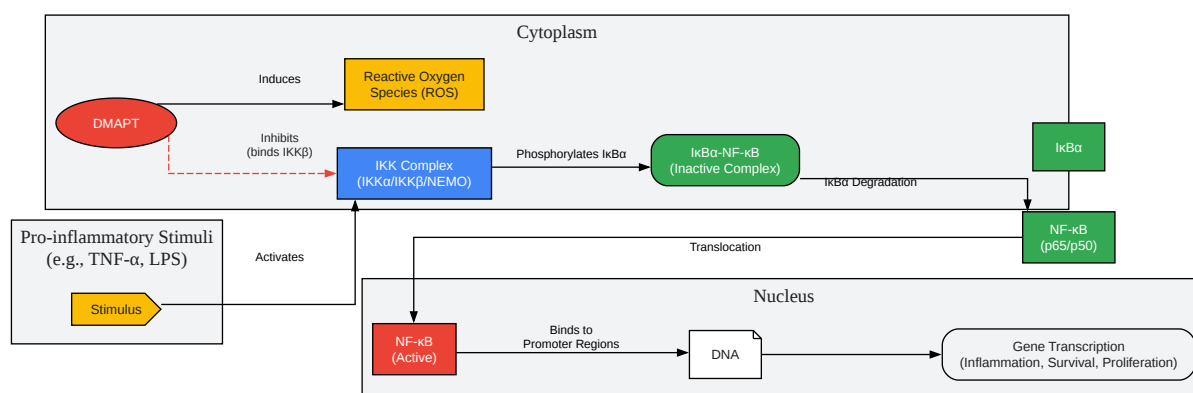 Cytoplasm
Induces
Reactive Oxygen
Species (ROS)
DMAPT
Inhibits
(binds IKKβ)
IKK Complex
(IKKα/IKKβ/NEMO)
Phosphorylates IκBα
IκBα-NF-κB
(Inactive Complex)
IκBα
IκBα Degradation
NF-κB
(p65/p50)
Pro-inflammatory Stimuli
(e.g., TNF-α, LPS)
Activates
Stimulus
Translocation
Nucleus
NF-κB
(Active)
Binds to
Promoter Regions
DNA
Gene Transcription
(Inflammation, Survival, Proliferation)